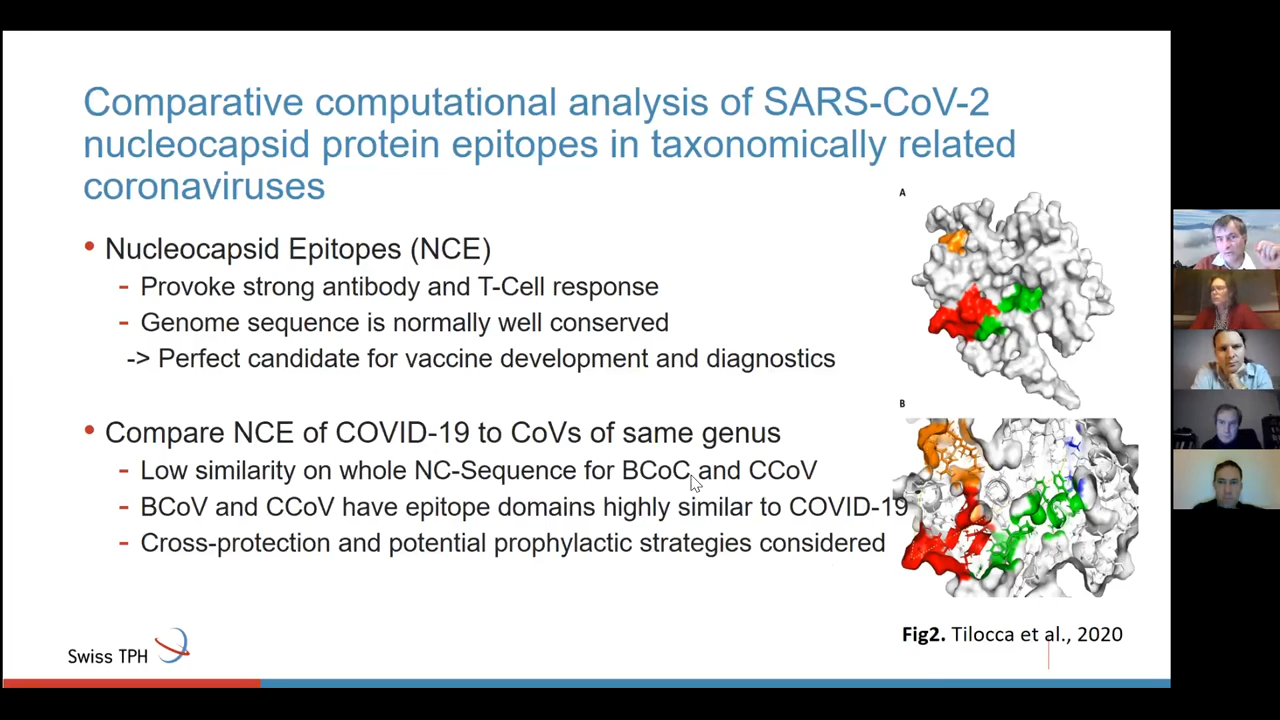 Comparative computational analysis of SARS-CoV-2
nucleocapsid protein epitopes in taxonomically related
coronaviruses
• Nucleocapsid Epitopes (NCE)
- Provoke strong antibody and T-Cell response
- Genome sequence is normally well conserved
-> Perfect candidate for vaccine development and diagnostics
• Compare NCE of COVID-19 to CoVs of same genus
- Low similarity on whole NC-Sequence for BCoC and CCoV
- BCoV and CCoV have epitope domains highly similar to COVID-19
- Cross-protection and potential prophylactic strategies considered
A
B
Fig2. Tilocca et al., 2020
Swiss TPH